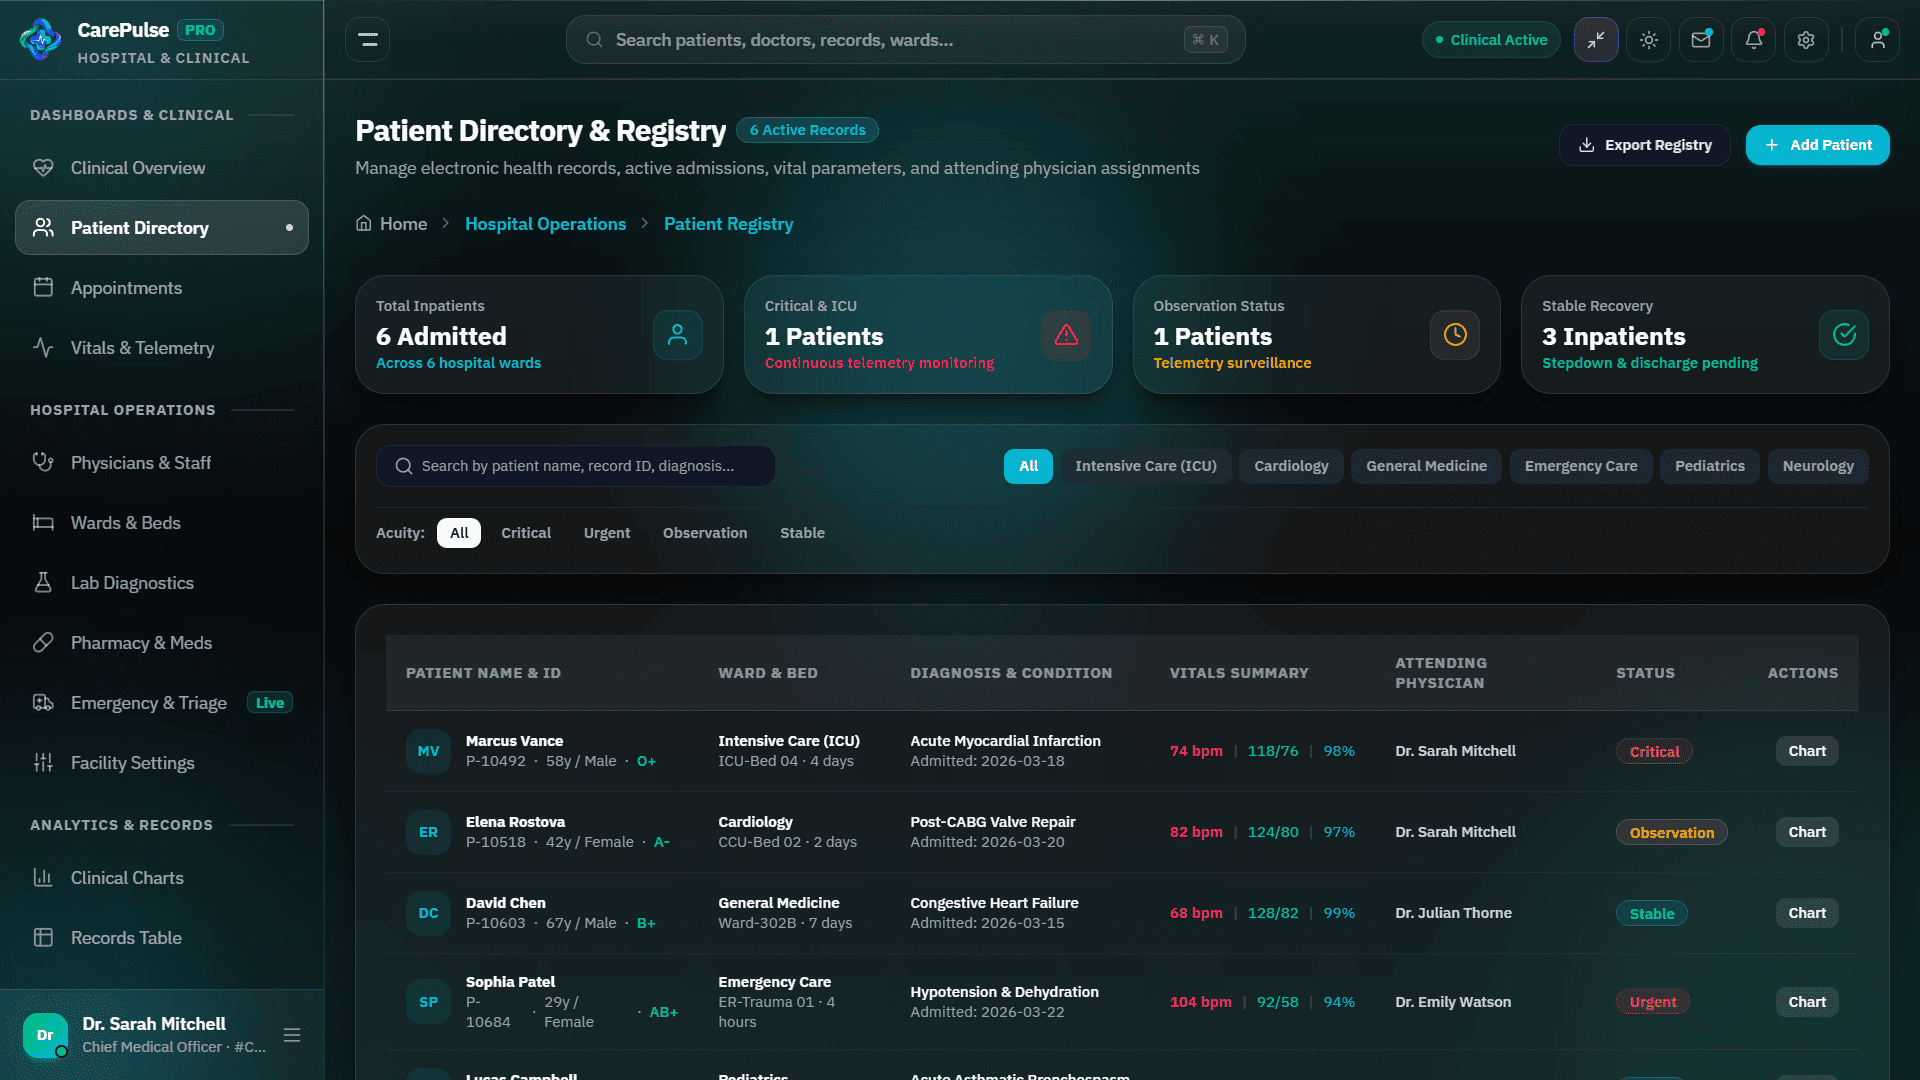 CarePulse PRO
HOSPITAL & CLINICAL
Search patients, doctors, records, wards...
⌘ K
Clinical Active
DASHBOARDS & CLINICAL
Clinical Overview
Patient Directory
Appointments
Vitals & Telemetry
HOSPITAL OPERATIONS
Physicians & Staff
Wards & Beds
Lab Diagnostics
Pharmacy & Meds
Emergency & Triage Live
Facility Settings
ANALYTICS & RECORDS
Clinical Charts
Records Table
Dr
Dr. Sarah Mitchell
Chief Medical Officer · #C...
Patient Directory & Registry 6 Active Records
Manage electronic health records, active admissions, vital parameters, and attending physician assignments
Export Registry
Add Patient
Home > Hospital Operations > Patient Registry
Total Inpatients
6 Admitted
Across 6 hospital wards
Critical & ICU
1 Patients
Continuous telemetry monitoring
Observation Status
1 Patients
Telemetry surveillance
Stable Recovery
3 Inpatients
Stepdown & discharge pending
Search by patient name, record ID, diagnosis...
All Intensive Care (ICU) Cardiology General Medicine Emergency Care Pediatrics Neurology
Acuity: All Critical Urgent Observation Stable
PATIENT NAME & ID WARD & BED DIAGNOSIS & CONDITION VITALS SUMMARY ATTENDING PHYSICIAN STATUS ACTIONS
MV
Marcus Vance
P-10492 · 58y / Male · O+
Intensive Care (ICU)
ICU-Bed 04 · 4 days
Acute Myocardial Infarction
Admitted: 2026-03-18
74 bpm | 118/76 | 98%
Dr. Sarah Mitchell
Critical
Chart
ER
Elena Rostova
P-10518 · 42y / Female · A-
Cardiology
CCU-Bed 02 · 2 days
Post-CABG Valve Repair
Admitted: 2026-03-20
82 bpm | 124/80 | 97%
Dr. Sarah Mitchell
Observation
Chart
DC
David Chen
P-10603 · 67y / Male · B+
General Medicine
Ward-302B · 7 days
Congestive Heart Failure
Admitted: 2026-03-15
68 bpm | 128/82 | 99%
Dr. Julian Thorne
Stable
Chart
SP
Sophia Patel
P-10684 · 29y / Female · AB+
Emergency Care
ER-Trauma 01 · 4 hours
Hypotension & Dehydration
Admitted: 2026-03-22
104 bpm | 92/58 | 94%
Dr. Emily Watson
Urgent
Chart
Lucas Campbell
Pediatrics
Acute Asthmatic Bronchospasm